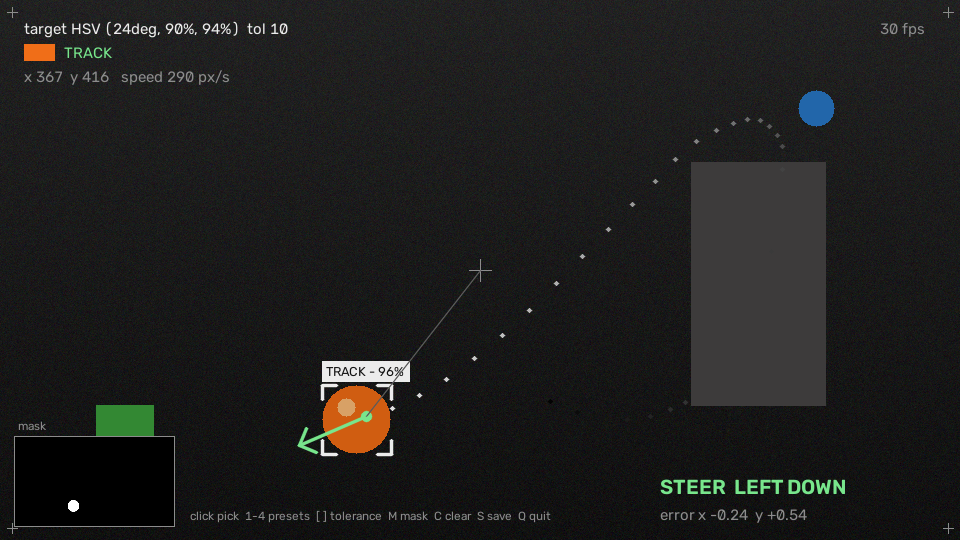 target HSV (24deg, 90%, 94%)  tol 10
30 fps
TRACK
x 367  y 416   speed 290 px/s
TRACK - 96%
mask
STEER  LEFT DOWN
error x -0.24  y +0.54
click pick  1-4 presets  [ ] tolerance  M mask  C clear  S save  Q quit